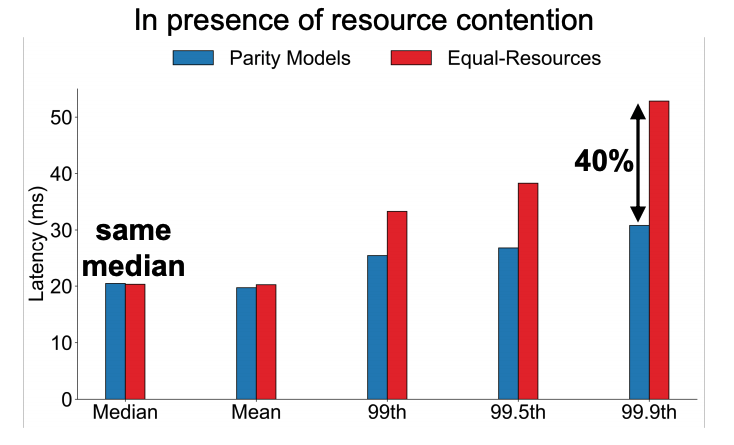 In presence of resource contention
Parity Models
Equal-Resources
Latency (ms)
50
40
30
20
10
0
same
median
40%
Median
Mean
99th
99.5th
99.9th